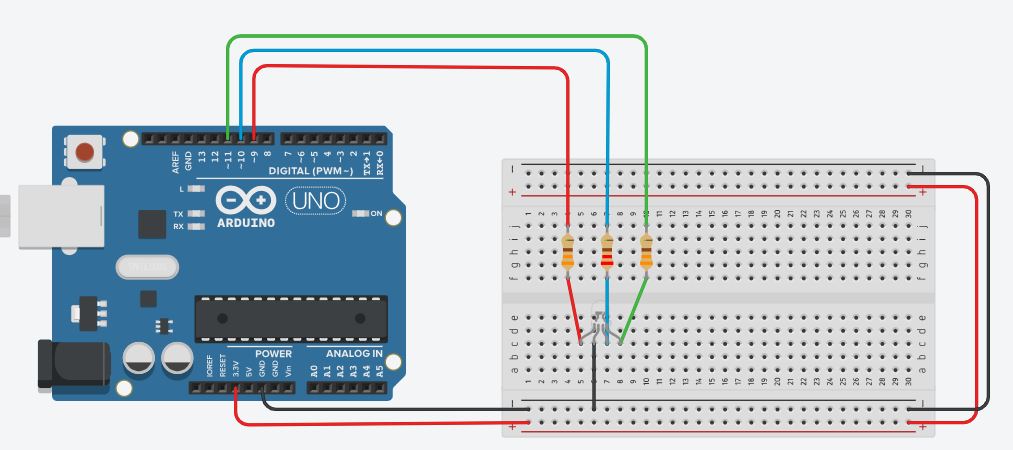 AREF
GND
13
12
~11
~10
~9
8
7
~6
~5
4
~3
2
TX→1
RX←0
DIGITAL (PWM~)
L
TX
RX
ARDUINO
UNO
ON
IOREF
RESET
3.3V
5V
GND
GND
Vin
POWER
A0
A1
A2
A3
A4
A5
ANALOG IN
- -
+ +
1 2 3 4 5 6 7 8 9 10 11 12 13 14 15 16 17 18 19 20 21 22 23 24 25 26 27 28 29 30
j j
i i
h h
g g
f f
e e
d d
c c
b b
a a
1 2 3 4 5 6 7 8 9 10 11 12 13 14 15 16 17 18 19 20 21 22 23 24 25 26 27 28 29 30
- -
+ +